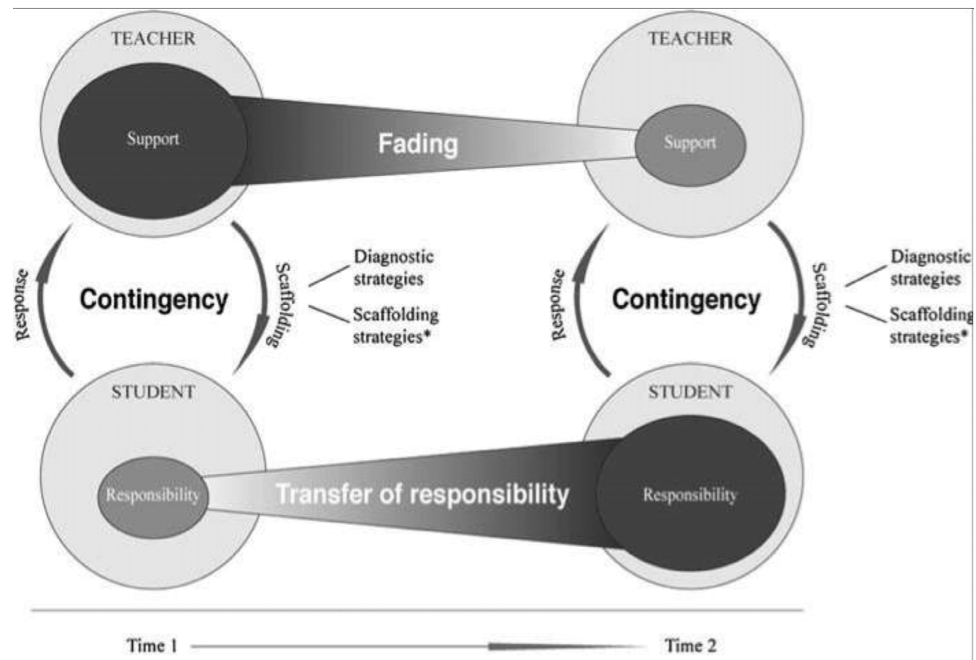 TEACHER
TEACHER
Support
Fading
Support
Response
Contingency
Scaffolding
Diagnostic
strategies
Scaffolding
strategies*
Response
Contingency
Scaffolding
Diagnostic
strategies
Scaffolding
strategies*
STUDENT
STUDENT
Responsibility
Transfer of responsibility
Responsibility
Time 1
Time 2